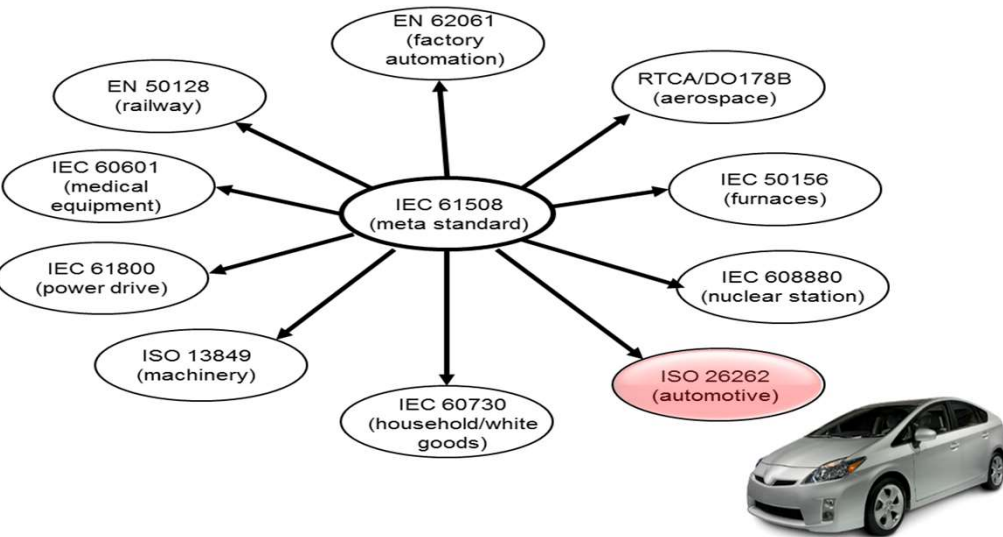 EN 62061
(factory
automation)
EN 50128
(railway)
RTCA/DO178B
(aerospace)
IEC 60601
(medical
equipment)
IEC 61508
(meta standard)
IEC 50156
(furnaces)
IEC 61800
(power drive)
IEC 608880
(nuclear station)
ISO 13849
(machinery)
ISO 26262
(automotive)
IEC 60730
(household/white
goods)